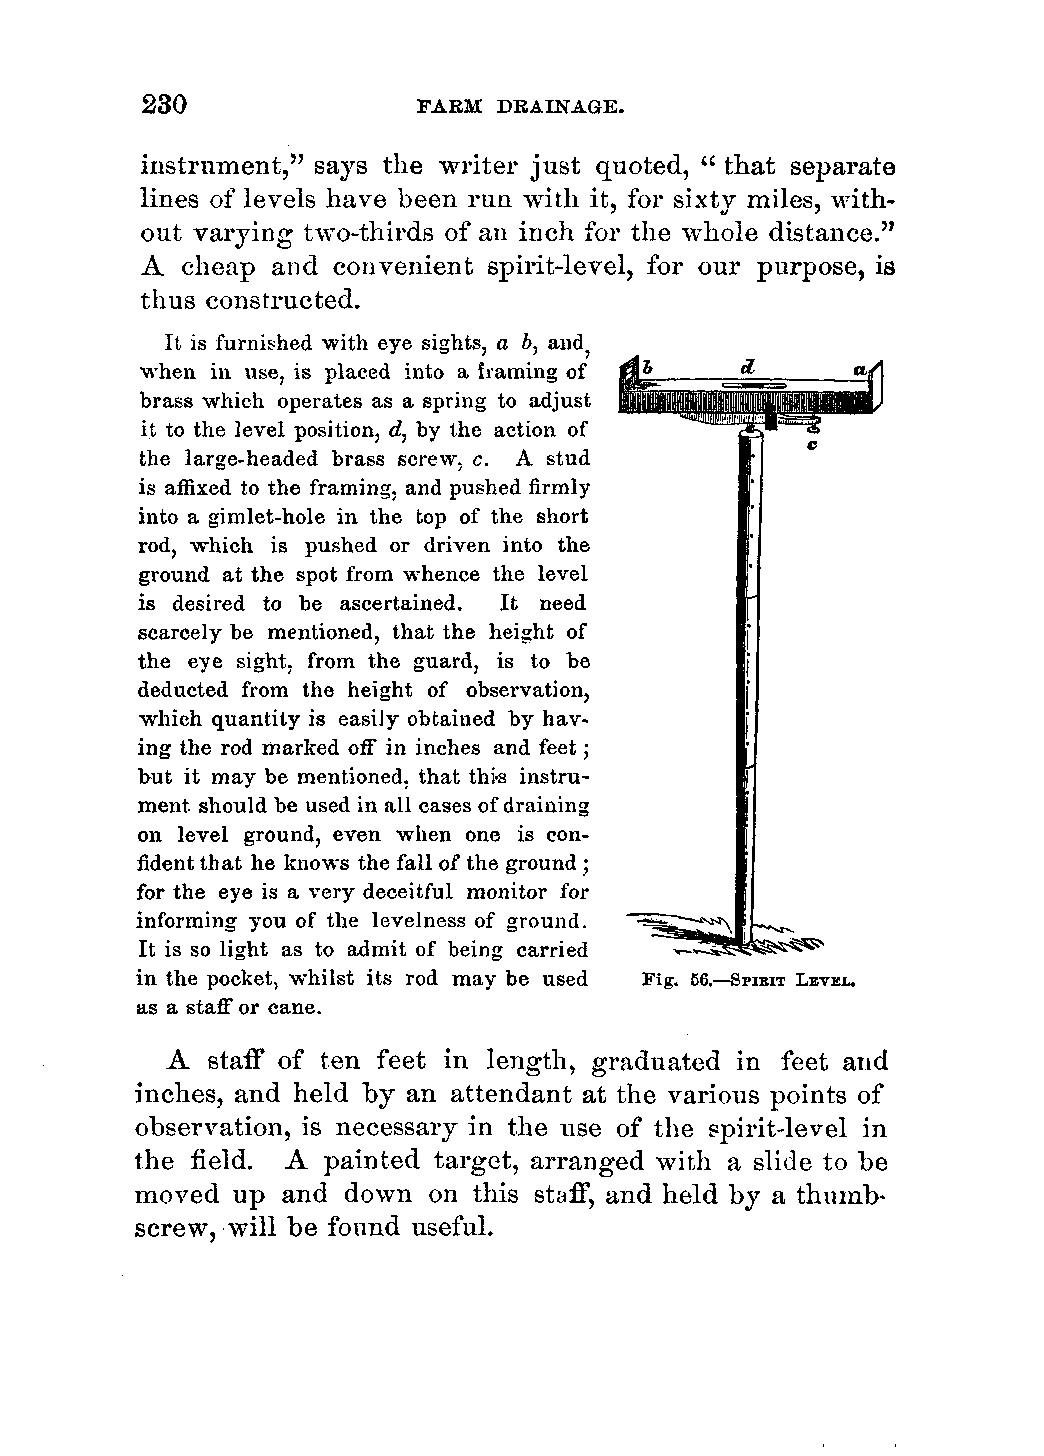 230 FARM DRAINAGE.
instrument," says the writer just quoted, "that separate
lines of levels have been run with it, for sixty miles, with-
out varying two-thirds of an inch for the whole distance."
A cheap and convenient spirit-level, for our purpose, is
thus constructed.
It is furnished with eye sights, a b, and,
when in use, is placed into a framing of
brass which operates as a spring to adjust
it to the level position, d, by the action of
the large-headed brass screw, c. A stud
is affixed to the framing, and pushed firmly
into a gimlet-hole in the top of the short
rod, which is pushed or driven into the
ground at the spot from whence the level
is desired to be ascertained. It need
scarcely be mentioned, that the height of
the eye sight, from the guard, is to be
deducted from the height of observation,
which quantity is easily obtained by hav-
ing the rod marked off in inches and feet;
but it may be mentioned, that this instru-
ment should be used in all cases of draining
on level ground, even when one is con-
fident that he knows the fall of the ground;
for the eye is a very deceitful monitor for
informing you of the levelness of ground.
It is so light as to admit of being carried
in the pocket, whilst its rod may be used
as a staff or cane.
b d a
c
Fig. 56.—Spirit Level.
A staff of ten feet in length, graduated in feet and
inches, and held by an attendant at the various points of
observation, is necessary in the use of the spirit-level in
the field. A painted target, arranged with a slide to be
moved up and down on this staff, and held by a thumb-
screw, will be found useful.